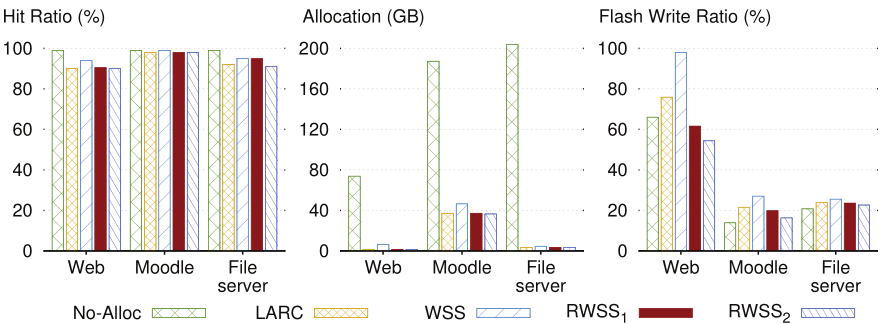 Hit Ratio (%)
100
80
60
40
20
0
Web Moodle File
server
Allocation (GB)
200
160
120
80
40
0
Web Moodle File
server
Flash Write Ratio (%)
100
80
60
40
20
0
Web Moodle File
server
No-Alloc LARC WSS RWSS1 RWSS2